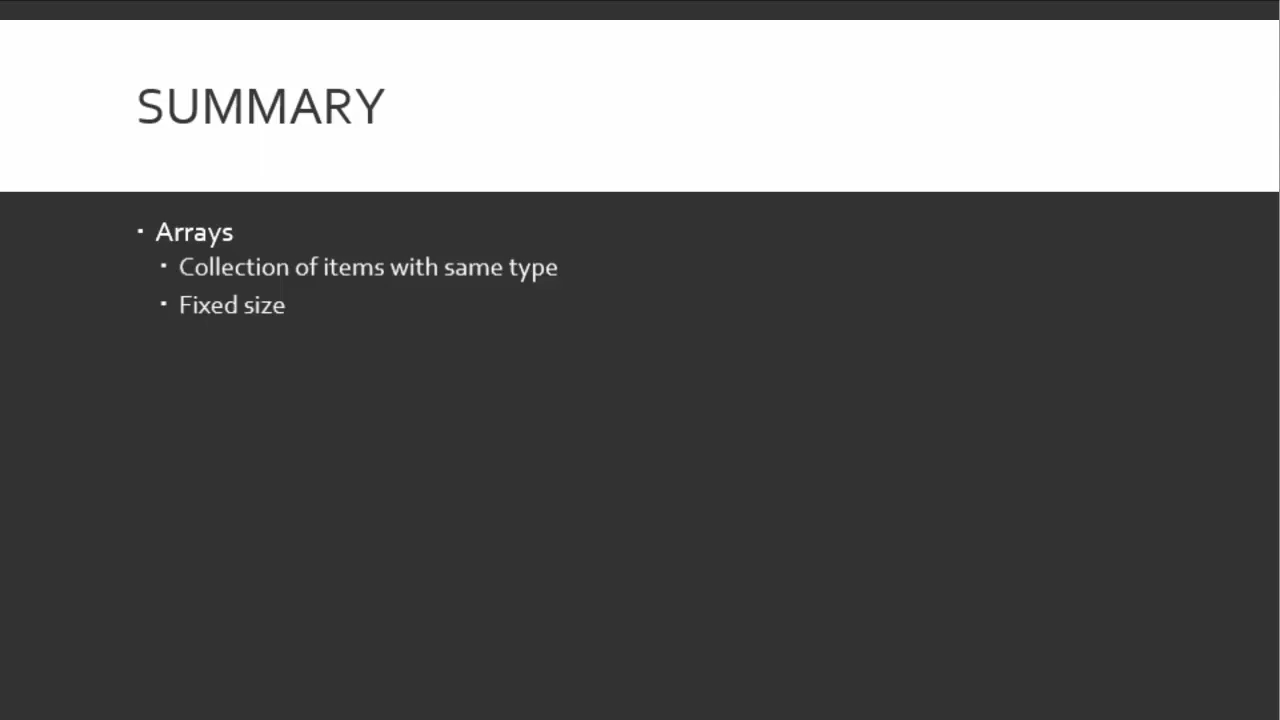 SUMMARY
▪ Arrays
▪ Collection of items with same type
▪ Fixed size